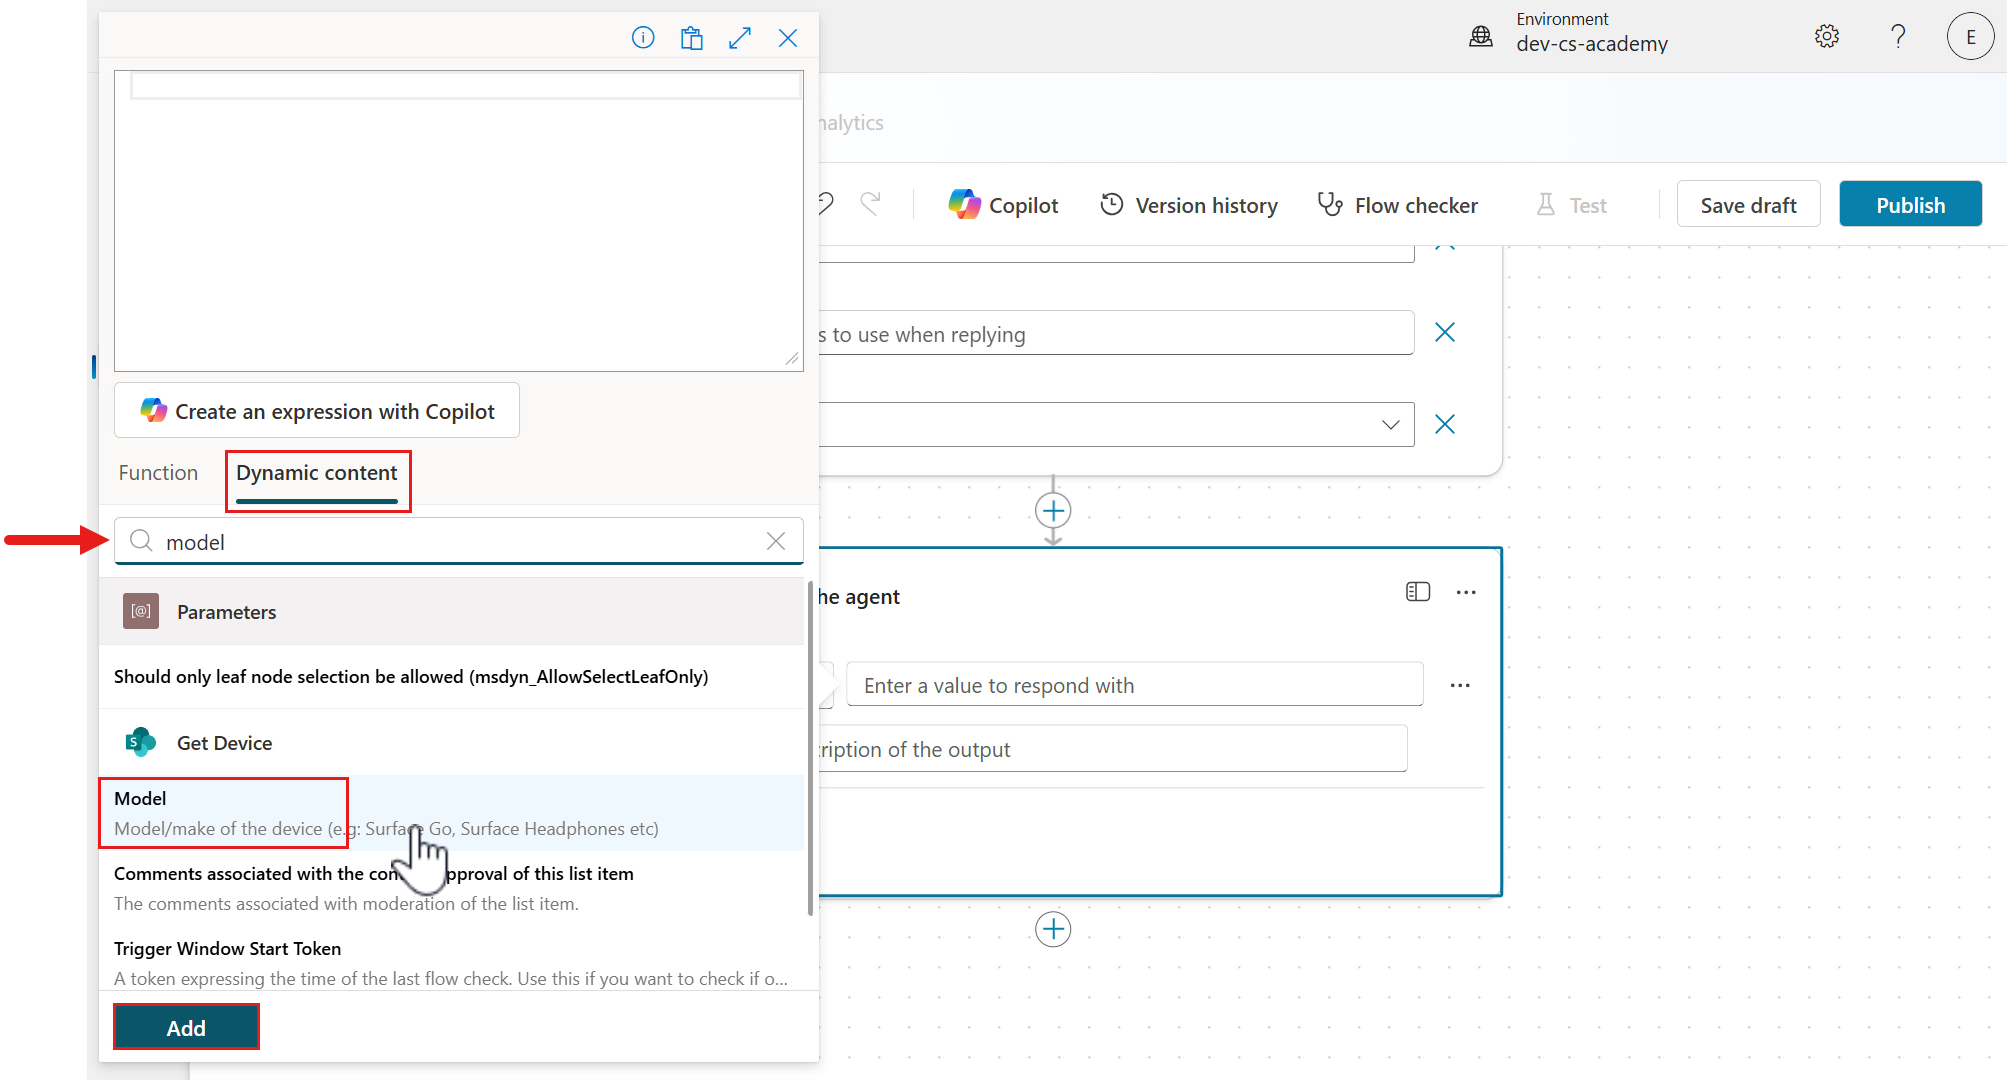 Environment
dev-cs-academy
E
nalytics
Copilot
Version history
Flow checker
Test
Save draft
Publish
s to use when replying
Create an expression with Copilot
Function
Dynamic content
model
[@]
Parameters
he agent
Should only leaf node selection be allowed (msdyn_AllowSelectLeafOnly)
Enter a value to respond with
S
Get Device
cription of the output
Model
Model/make of the device (e.g: Surface Go, Surface Headphones etc)
Comments associated with the con pproval of this list item
The comments associated with moderation of the list item.
Trigger Window Start Token
A token expressing the time of the last flow check. Use this if you want to check if o...
Add